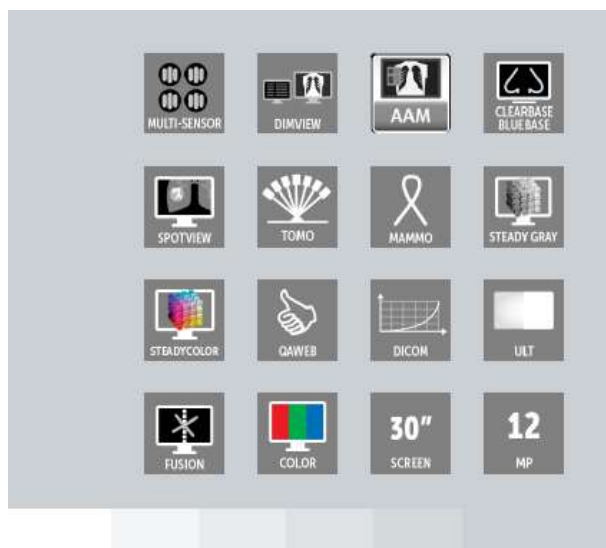 MULTI-SENSOR
DIMVIEW
AAM
CLEARBASE
BLUEBASE
SPOTVIEW
TOMO
MAMMO
STEADY GRAY
STEADYCOLOR
QAWEB
DICOM
ULT
FUSION
COLOR
30"
SCREEN
12
MP